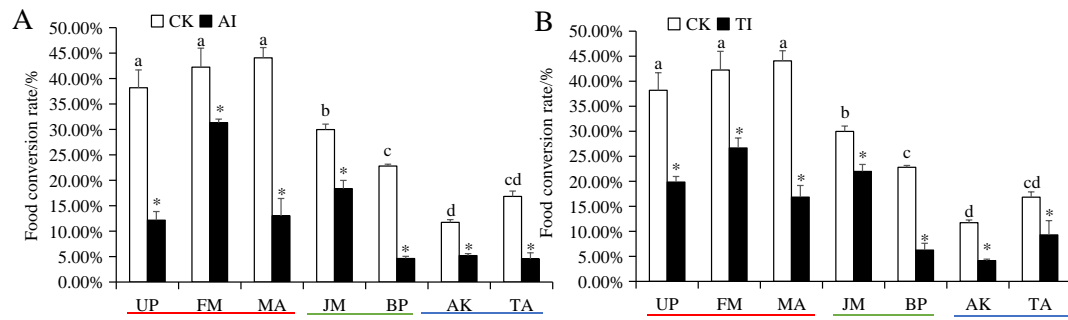 A
CK AI
Food conversion rate/%
50.00%
45.00%
40.00%
35.00%
30.00%
25.00%
20.00%
15.00%
10.00%
5.00%
0.00%
a a a b c d cd
* * * * * * *
UP FM MA JM BP AK TA
B
CK TI
Food conversion rate/%
50.00%
45.00%
40.00%
35.00%
30.00%
25.00%
20.00%
15.00%
10.00%
5.00%
0.00%
a a a b c d cd
* * * * * * *
UP FM MA JM BP AK TA